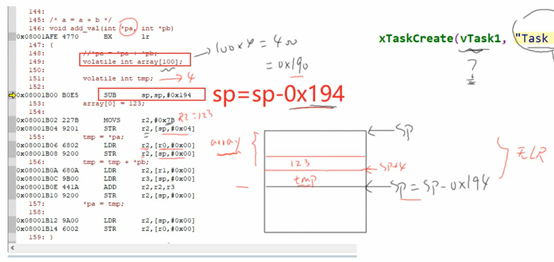 144:
145: /* a = a + b */
146: void add_val(int *pa, int *pb)
0x08001AFE 4770 BX lr
147: {
148: //*pa = *pa + *pb;
149: volatile int array[100];
150:
151: volatile int tmp;
152:
0x08001B00 B0E5 SUB sp,sp,#0x194
153: array[0] = 123;
154:
0x08001B02 227B MOVS r2,#0x7B
0x08001B04 9201 STR r2,[sp,#0x04]
155: tmp = *pa;
0x08001B06 6802 LDR r2,[r0,#0x00]
0x08001B08 9200 STR r2,[sp,#0x00]
156: tmp = tmp + *pb;
0x08001B0A 680A LDR r2,[r1,#0x00]
0x08001B0C 9B00 LDR r3,[sp,#0x00]
0x08001B0E 441A ADD r2,r2,r3
0x08001B10 9200 STR r2,[sp,#0x00]
157: *pa = tmp;
158:
0x08001B12 9A00 LDR r2,[sp,#0x00]
0x08001B14 6002 STR r2,[r0,#0x00]
159: }
100x4 = 400
= 0x190
4
sp=sp-0x194
R2=123
xTaskCreate(vTask1, "Task
?
SP
array
123
SP+4
tmp
SP = SP-0x194